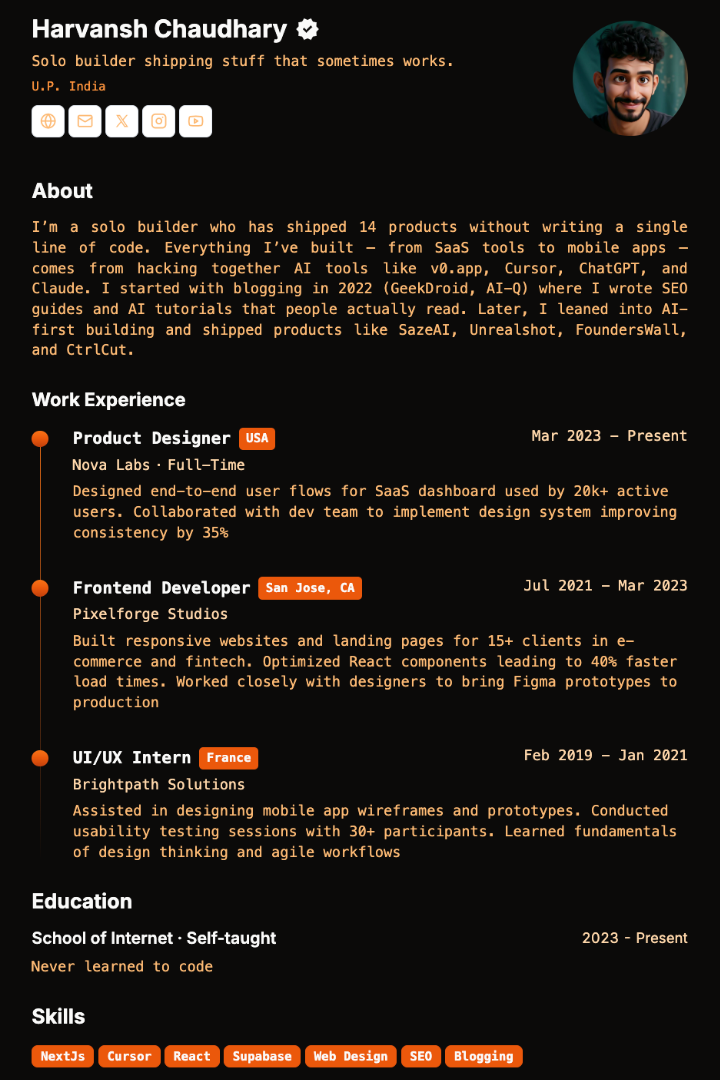 Harvansh Chaudhary
Solo builder shipping stuff that sometimes works.
U.P. India
About
I’m a solo builder who has shipped 14 products without writing a single
line of code. Everything I’ve built — from SaaS tools to mobile apps —
comes from hacking together AI tools like v0.app, Cursor, ChatGPT, and
Claude. I started with blogging in 2022 (GeekDroid, AI-Q) where I wrote SEO
guides and AI tutorials that people actually read. Later, I leaned into AI-
first building and shipped products like SazeAI, Unrealshot, FoundersWall,
and CtrlCut.
Work Experience
Product Designer USA Mar 2023 – Present
Nova Labs · Full-Time
Designed end-to-end user flows for SaaS dashboard used by 20k+ active
users. Collaborated with dev team to implement design system improving
consistency by 35%
Frontend Developer San Jose, CA Jul 2021 – Mar 2023
Pixelforge Studios
Built responsive websites and landing pages for 15+ clients in e-
commerce and fintech. Optimized React components leading to 40% faster
load times. Worked closely with designers to bring Figma prototypes to
production
UI/UX Intern France Feb 2019 – Jan 2021
Brightpath Solutions
Assisted in designing mobile app wireframes and prototypes. Conducted
usability testing sessions with 30+ participants. Learned fundamentals
of design thinking and agile workflows
Education
School of Internet · Self-taught 2023 - Present
Never learned to code
Skills
NextJs Cursor React Supabase Web Design SEO Blogging